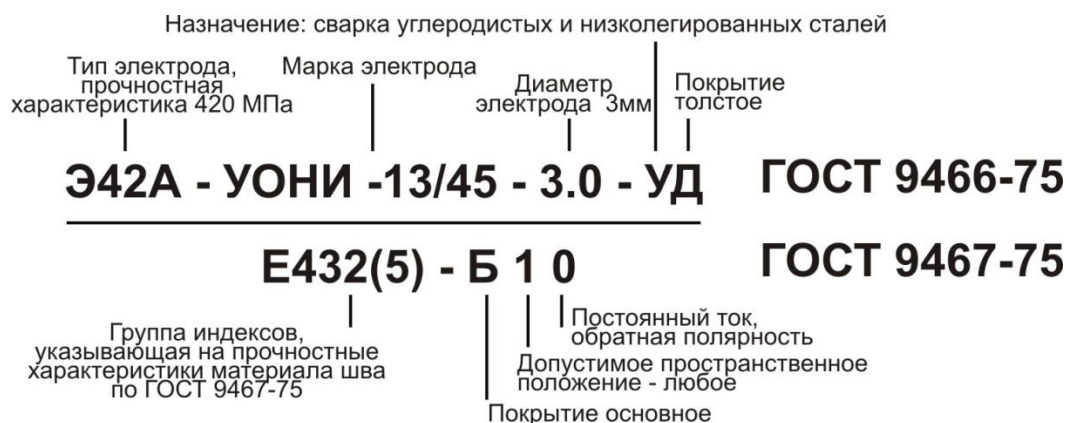 Назначение: сварка углеродистых и низколегированных сталей
Тип электрода,
прочностная
характеристика 420 МПа
Марка электрода
Диаметр
электрода 3мм
Покрытие
толстое
Э42А - УОНИ -13/45 - 3.0 - УД
ГОСТ 9466-75
Е432(5) - Б 1 0
ГОСТ 9467-75
Группа индексов,
указывающая на прочностные
характеристики материала шва
по ГОСТ 9467-75
Постоянный ток,
обратная полярность
Допустимое пространственное
положение - любое
Покрытие основное